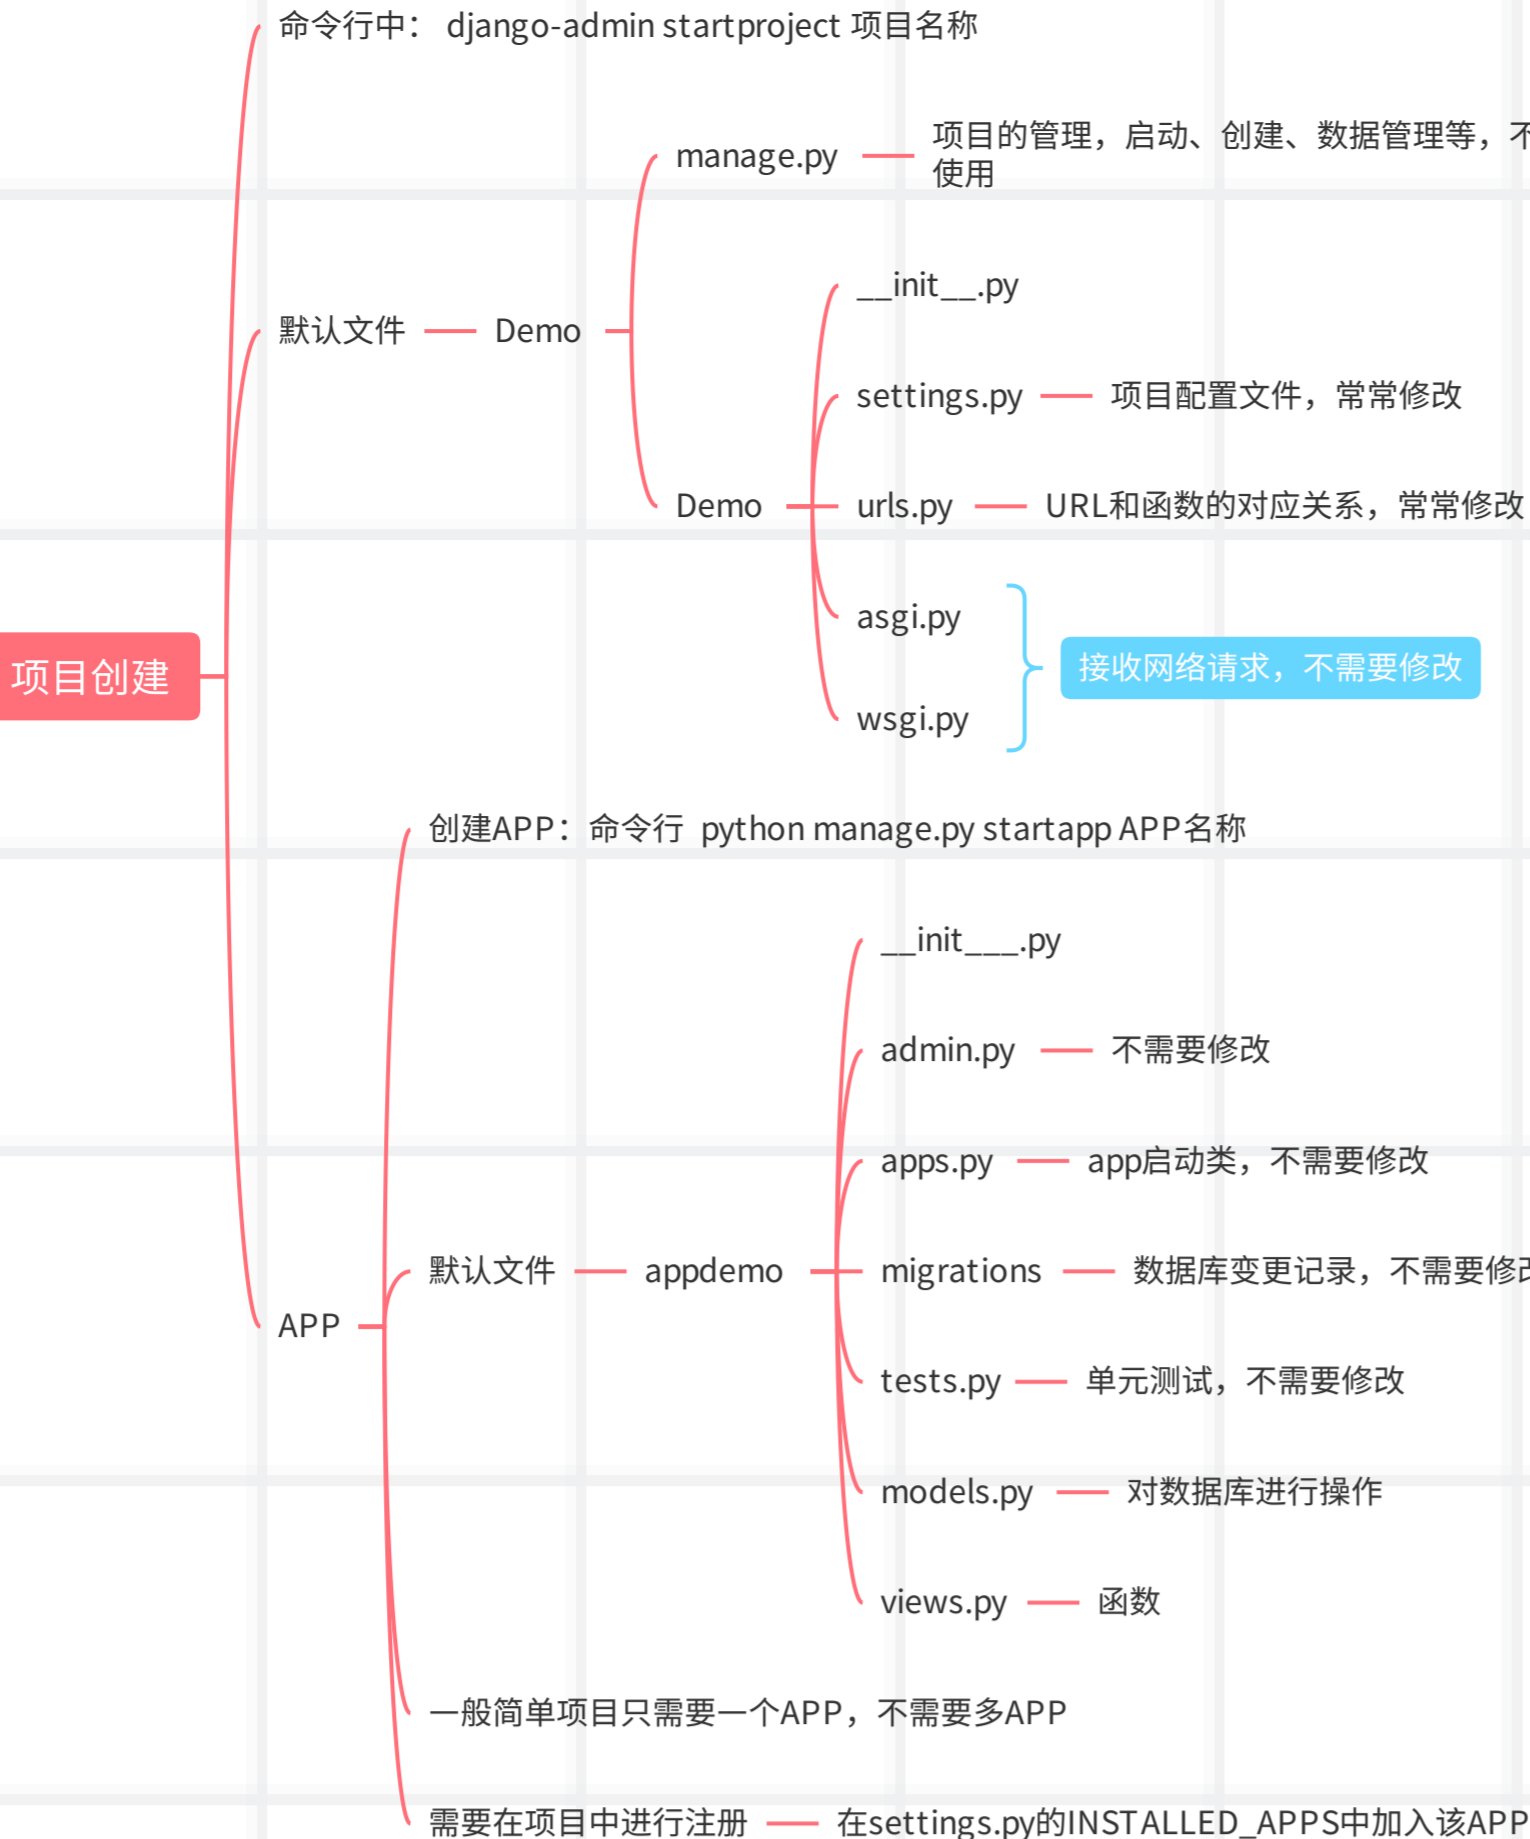 命令行中： django-admin startproject 项目名称
manage.py
项目的管理，启动、创建、数据管理等，不
使用
__init__.py
默认文件
Demo
settings.py
项目配置文件，常常修改
Demo
urls.py
URL和函数的对应关系，常常修改
asgi.py
项目创建
接收网络请求，不需要修改
wsgi.py
创建APP：命令行 python manage.py startapp APP名称
__init___.py
admin.py
不需要修改
apps.py
app启动类，不需要修改
默认文件
appdemo
migrations
数据库变更记录，不需要修改
APP
tests.py
单元测试，不需要修改
models.py
对数据库进行操作
views.py
函数
一般简单项目只需要一个APP，不需要多APP
需要在项目中进行注册
在settings.py的INSTALLED_APPS中加入该APP